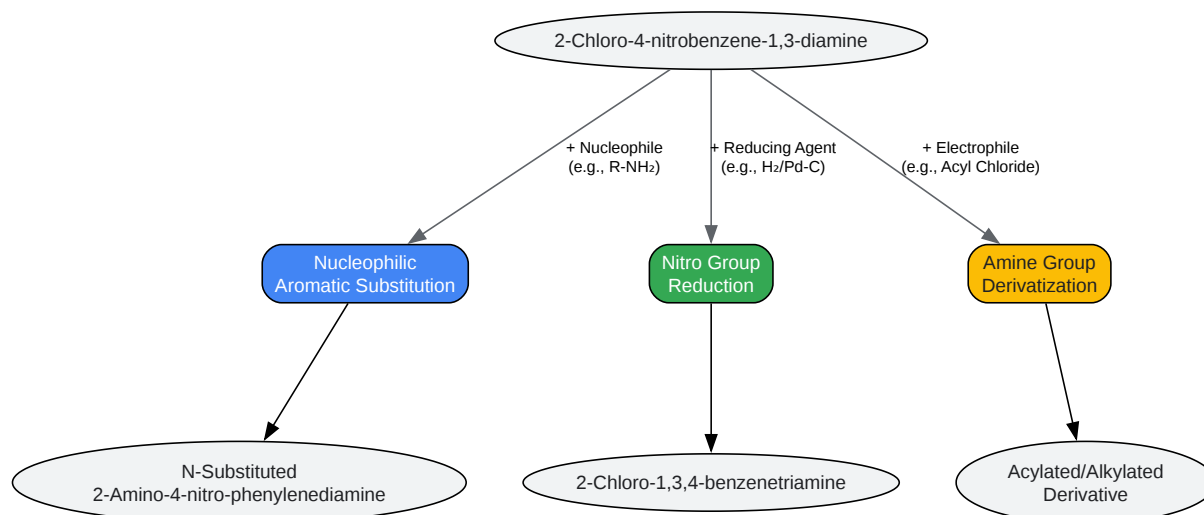 2-Chloro-4-nitrobenzene-1,3-diamine
+ Nucleophile
(e.g., R-NH₂)
+ Reducing Agent
(e.g., H₂/Pd-C)
+ Electrophile
(e.g., Acyl Chloride)
Nucleophilic
Aromatic Substitution
Nitro Group
Reduction
Amine Group
Derivatization
N-Substituted
2-Amino-4-nitro-phenylenediamine
2-Chloro-1,3,4-benzenetriamine
Acylated/Alkylated
Derivative